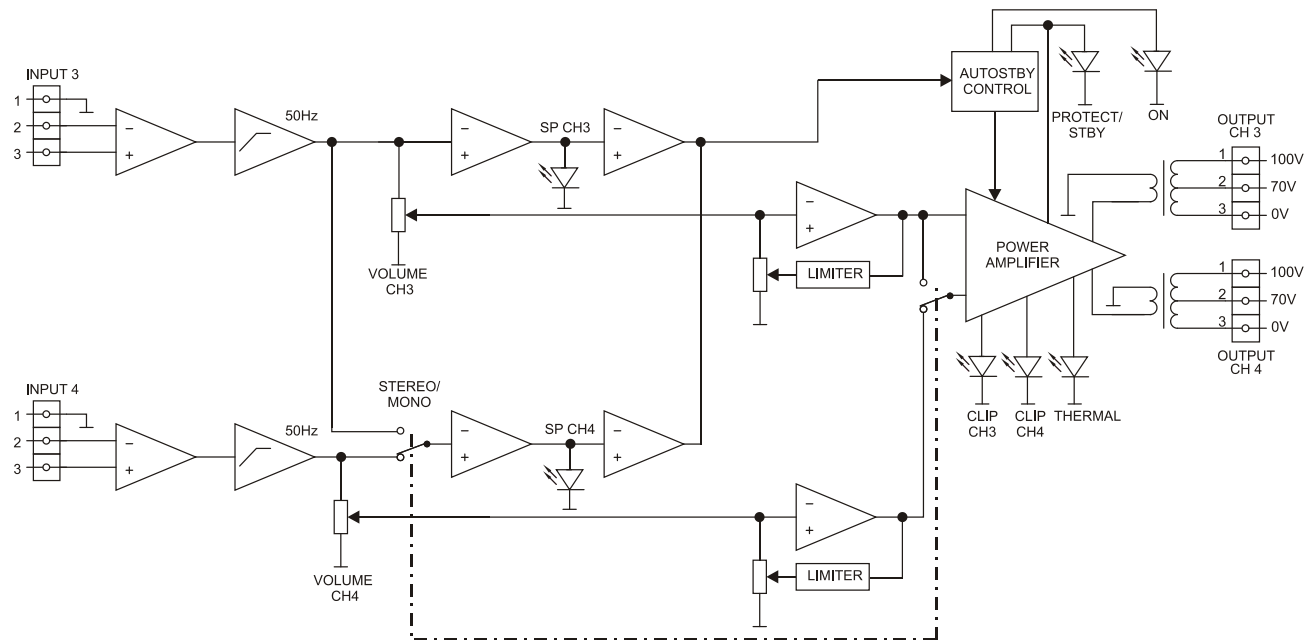 INPUT 3
1
2
3
−
+
50Hz
−
+
SP CH3
−
+
VOLUME
CH3
AUTOSTBY
CONTROL
PROTECT/
STBY
ON
OUTPUT
CH 3
1
100V
2
70V
3
0V
−
+
LIMITER
POWER
AMPLIFIER
1
100V
2
70V
3
0V
OUTPUT
CH 4
CLIP
CH3
CLIP
CH4
THERMAL
INPUT 4
1
2
3
−
+
50Hz
STEREO/
MONO
−
+
SP CH4
−
+
VOLUME
CH4
−
+
LIMITER